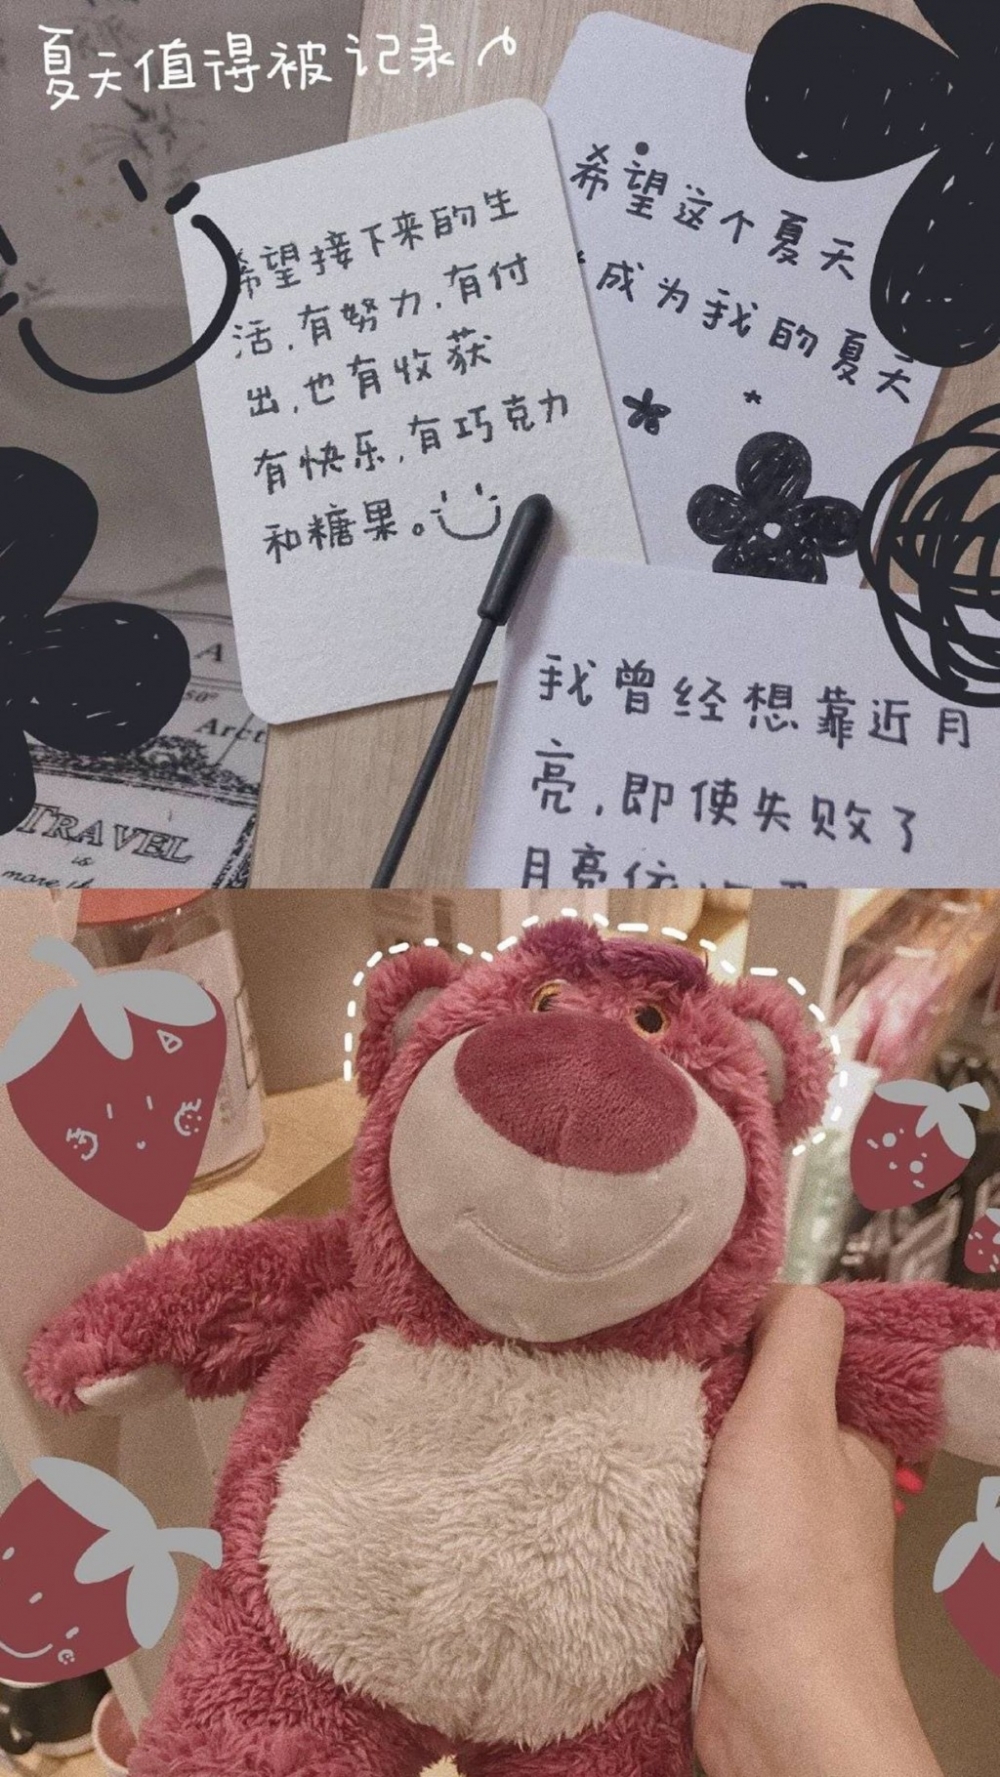 夏天值得被记录
希望接下来的生
活,有努力,有付
出,也有收获
有快乐,有巧克力
和糖果。
希望这个夏天
成为我的夏天
我曾经想靠近月
亮,即使失败了
月亮依
A
50°
Arct
TRAVEL
is
more th